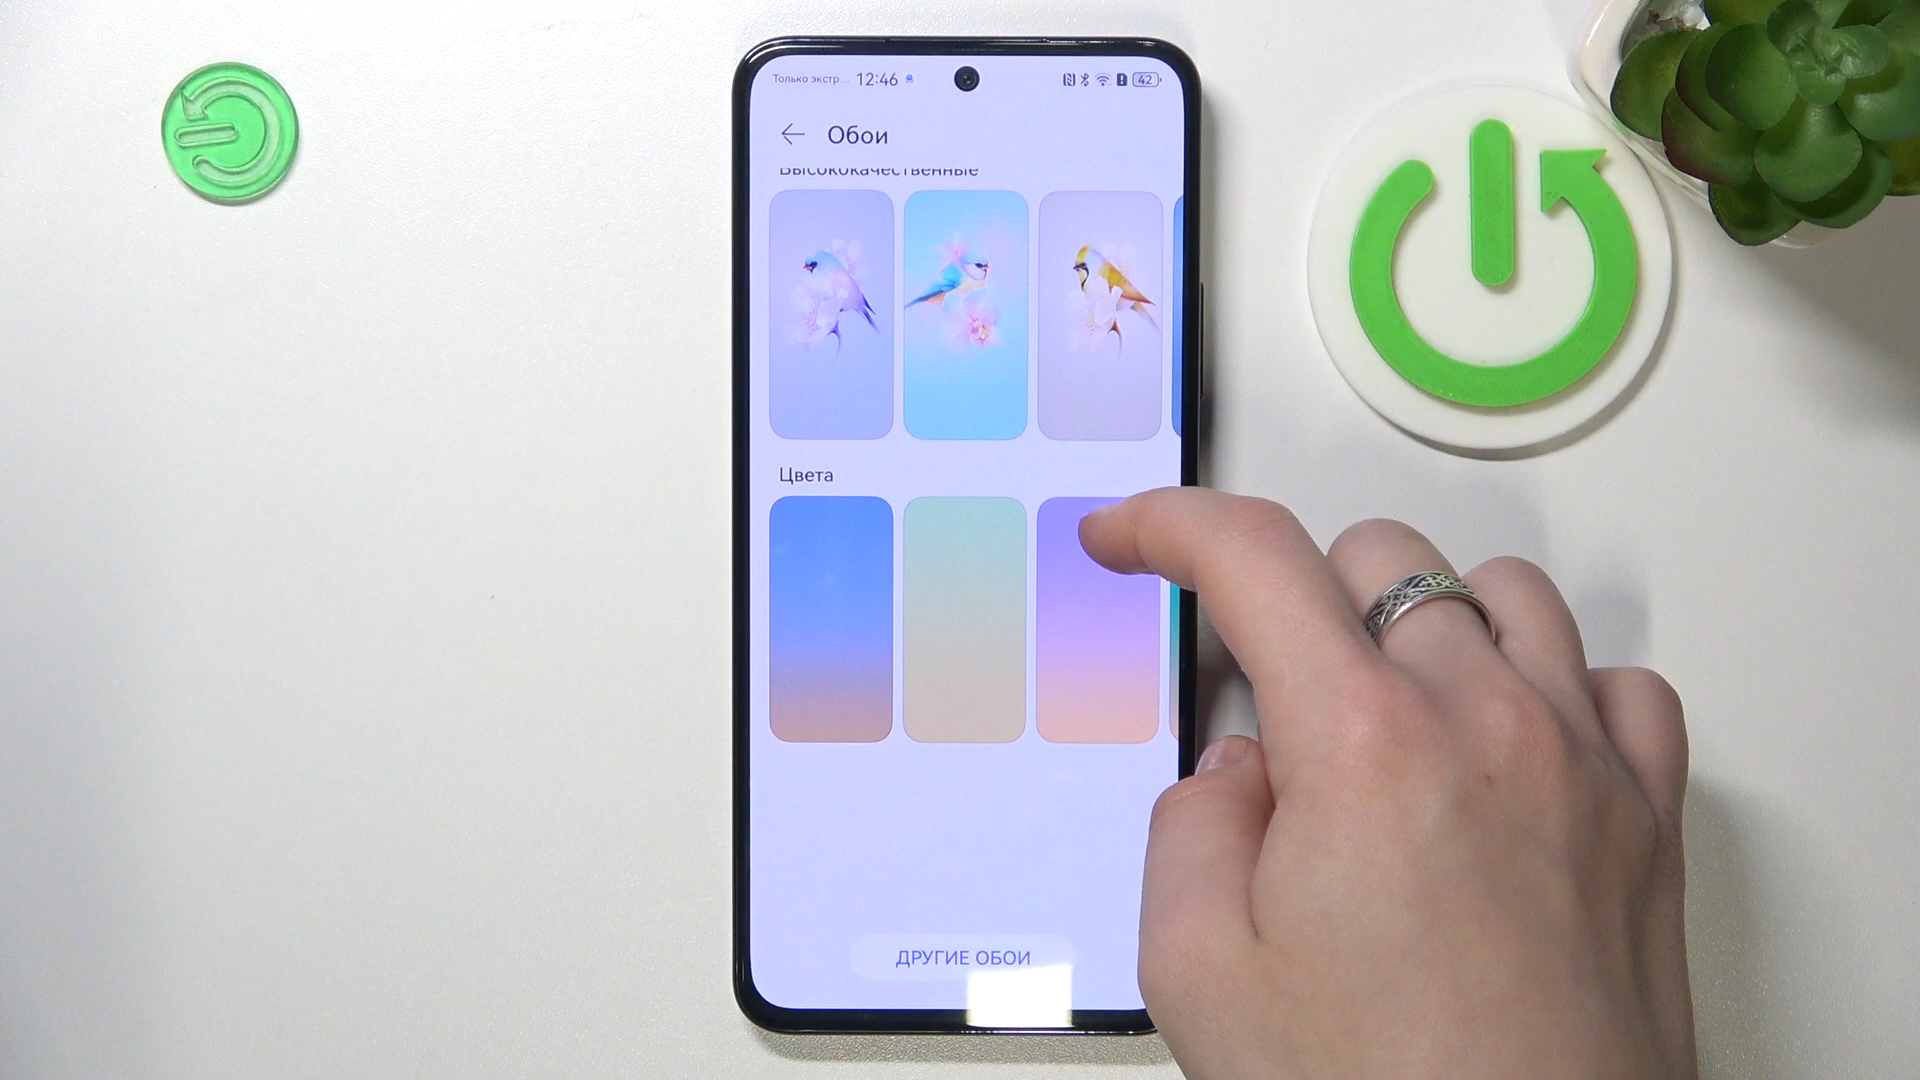 Только экстр... 12:46 42
Обои
Высококачественные
Цвета
ДРУГИЕ ОБОИ